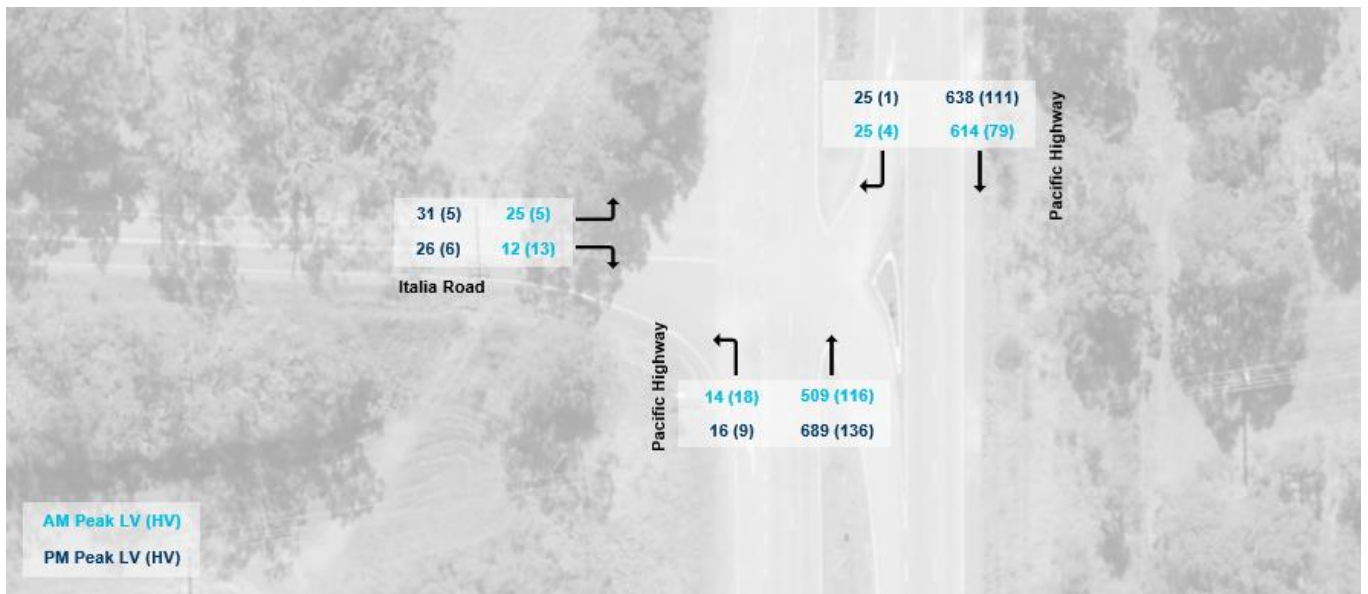 25 (1) 638 (111)
25 (4) 614 (79)
Pacific Highway
31 (5) 25 (5)
26 (6) 12 (13)
Italia Road
Pacific Highway
14 (18) 509 (116)
16 (9) 689 (136)
AM Peak LV (HV)
PM Peak LV (HV)